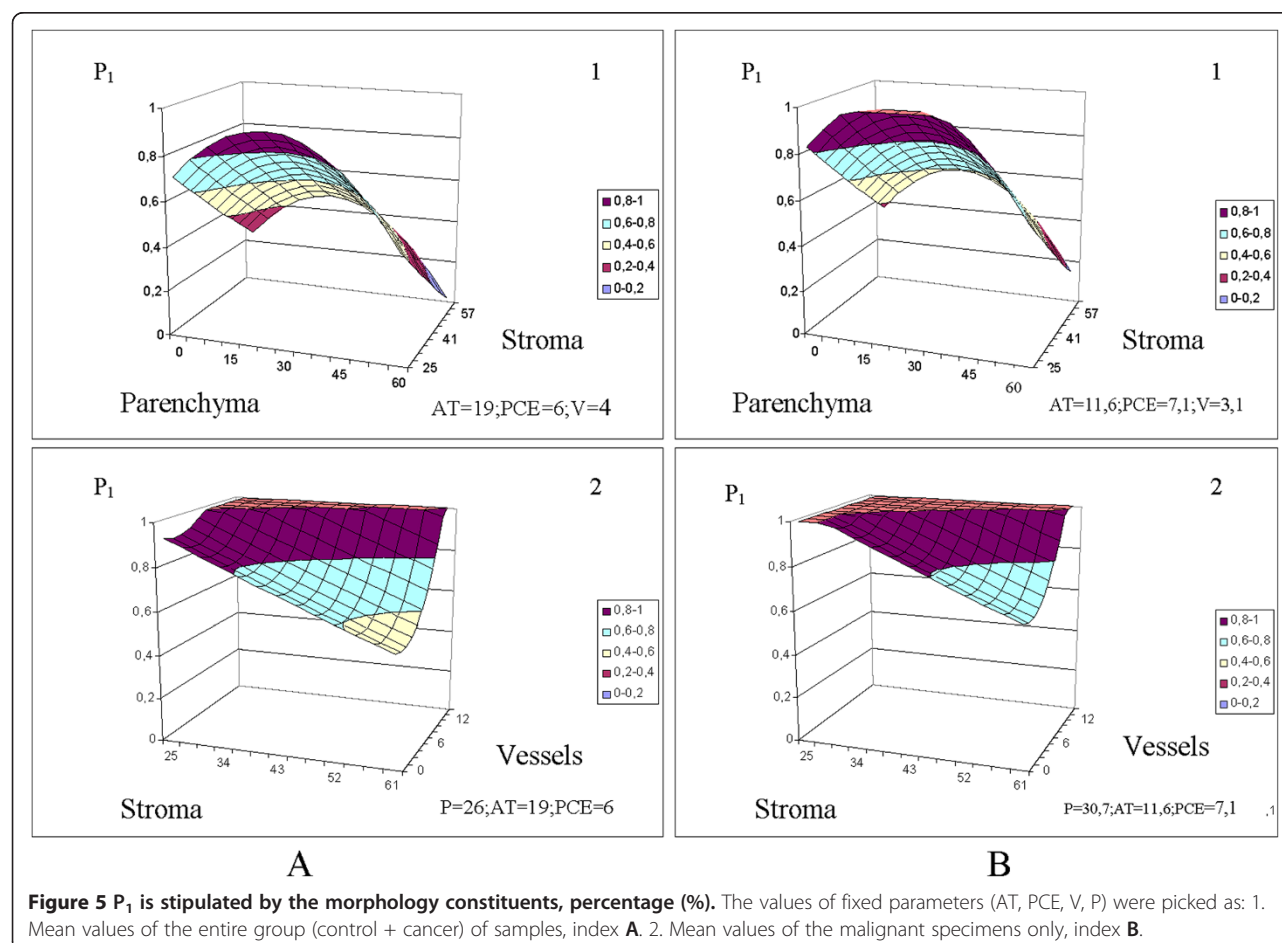 P₁ 1
1
0,8
0,6
0,4
0,2
0
0 15 30 45 60
25 41 57
Parenchyma
Stroma
AT=19;PCE=6;V=4
0,8-1
0,6-0,8
0,4-0,6
0,2-0,4
0-0,2
P₁ 1
1
0,8
0,6
0,4
0,2
0
0 15 30 45 60
25 41 57
Parenchyma
Stroma
AT=11,6;PCE=7,1;V=3,1
0,8-1
0,6-0,8
0,4-0,6
0,2-0,4
0-0,2
P₁ 2
1
0,8
0,6
0,4
0,2
0
25 34 43 52 61
0 6 12
Stroma
Vessels
P=26;AT=19;PCE=6
0,8-1
0,6-0,8
0,4-0,6
0,2-0,4
0-0,2
P₁ 2
1
0,8
0,6
0,4
0,2
0
25 34 43 52 61
0 6 12
Stroma
Vessels
P=30,7;AT=11,6;PCE=7,1 ,1
0,8-1
0,6-0,8
0,4-0,6
0,2-0,4
0-0,2
A B
Figure 5 P₁ is stipulated by the morphology constituents, percentage (%). The values of fixed parameters (AT, PCE, V, P) were picked as: 1.
Mean values of the entire group (control + cancer) of samples, index A. 2. Mean values of the malignant specimens only, index B.